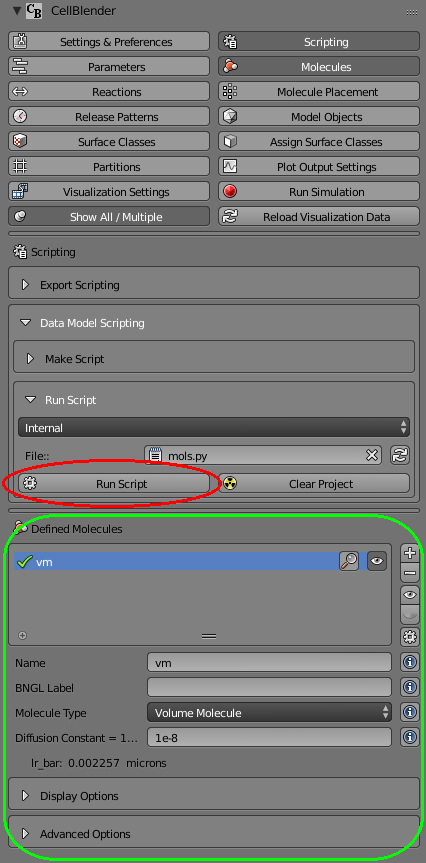 CB CellBlender
Settings & Preferences Scripting
Parameters Molecules
Reactions Molecule Placement
Release Patterns Model Objects
Surface Classes Assign Surface Classes
Partitions Plot Output Settings
Visualization Settings Run Simulation
Show All / Multiple Reload Visualization Data
Scripting
Export Scripting
Data Model Scripting
Make Script
Run Script
Internal
File:: mols.py
Run Script Clear Project
Defined Molecules
vm
Name vm
BNGL Label
Molecule Type Volume Molecule
Diffusion Constant = 1... 1e-8
lr_bar: 0.002257 microns
Display Options
Advanced Options